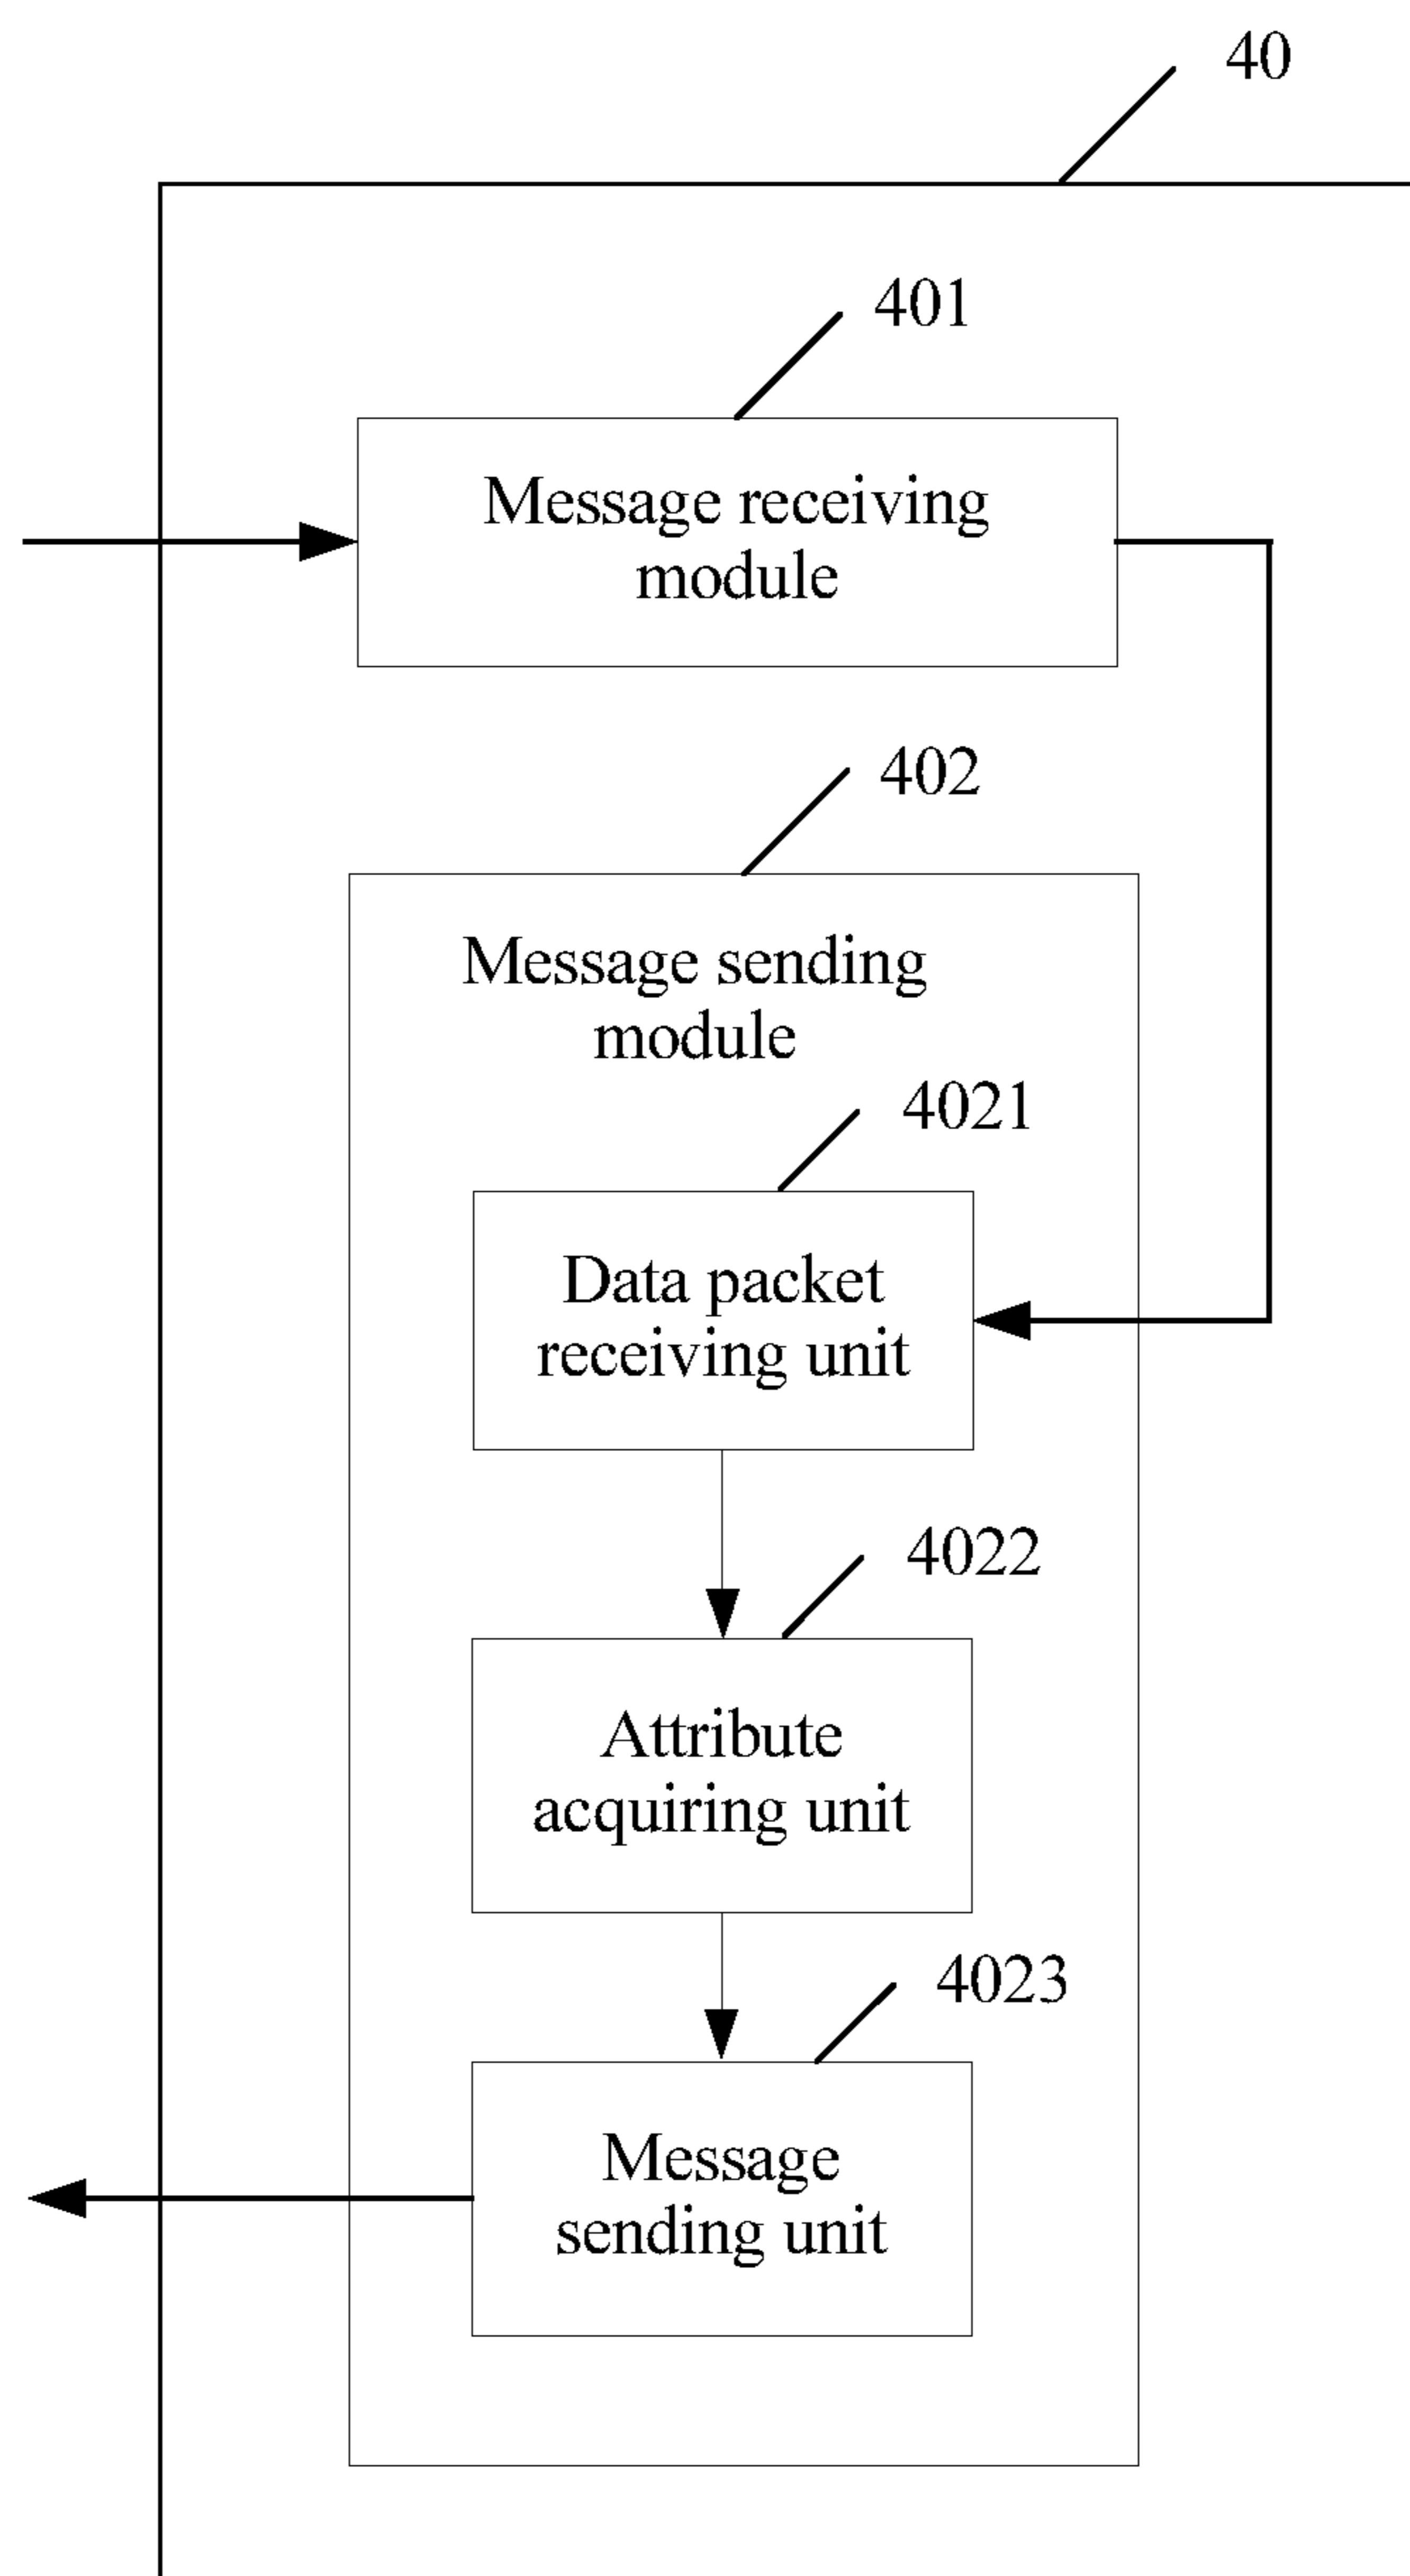 40
401
Message receiving
module
402
Message sending
module
4021
Data packet
receiving unit
4022
Attribute
acquiring unit
4023
Message
sending unit